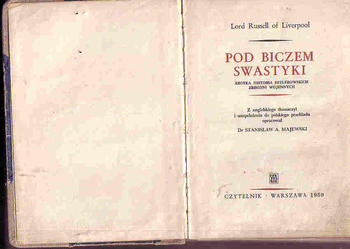 Lord Russell of Liverpool
POD BICZEM
SWASTYKI
KRÓTKA HISTORIA HITLEROWSKICH
ZBRODNI WOJENNYCH
Z angielskiego tłumaczył
i uzupełnienia do polskiego przekładu
opracował
Dr STANISŁAW A. MAJEWSKI
CZYTELNIK · WARSZAWA 1959